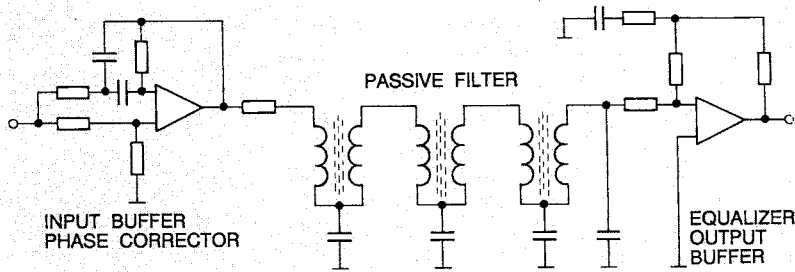 PASSIVE FILTER
INPUT BUFFER
PHASE CORRECTOR
EQUALIZER
OUTPUT
BUFFER